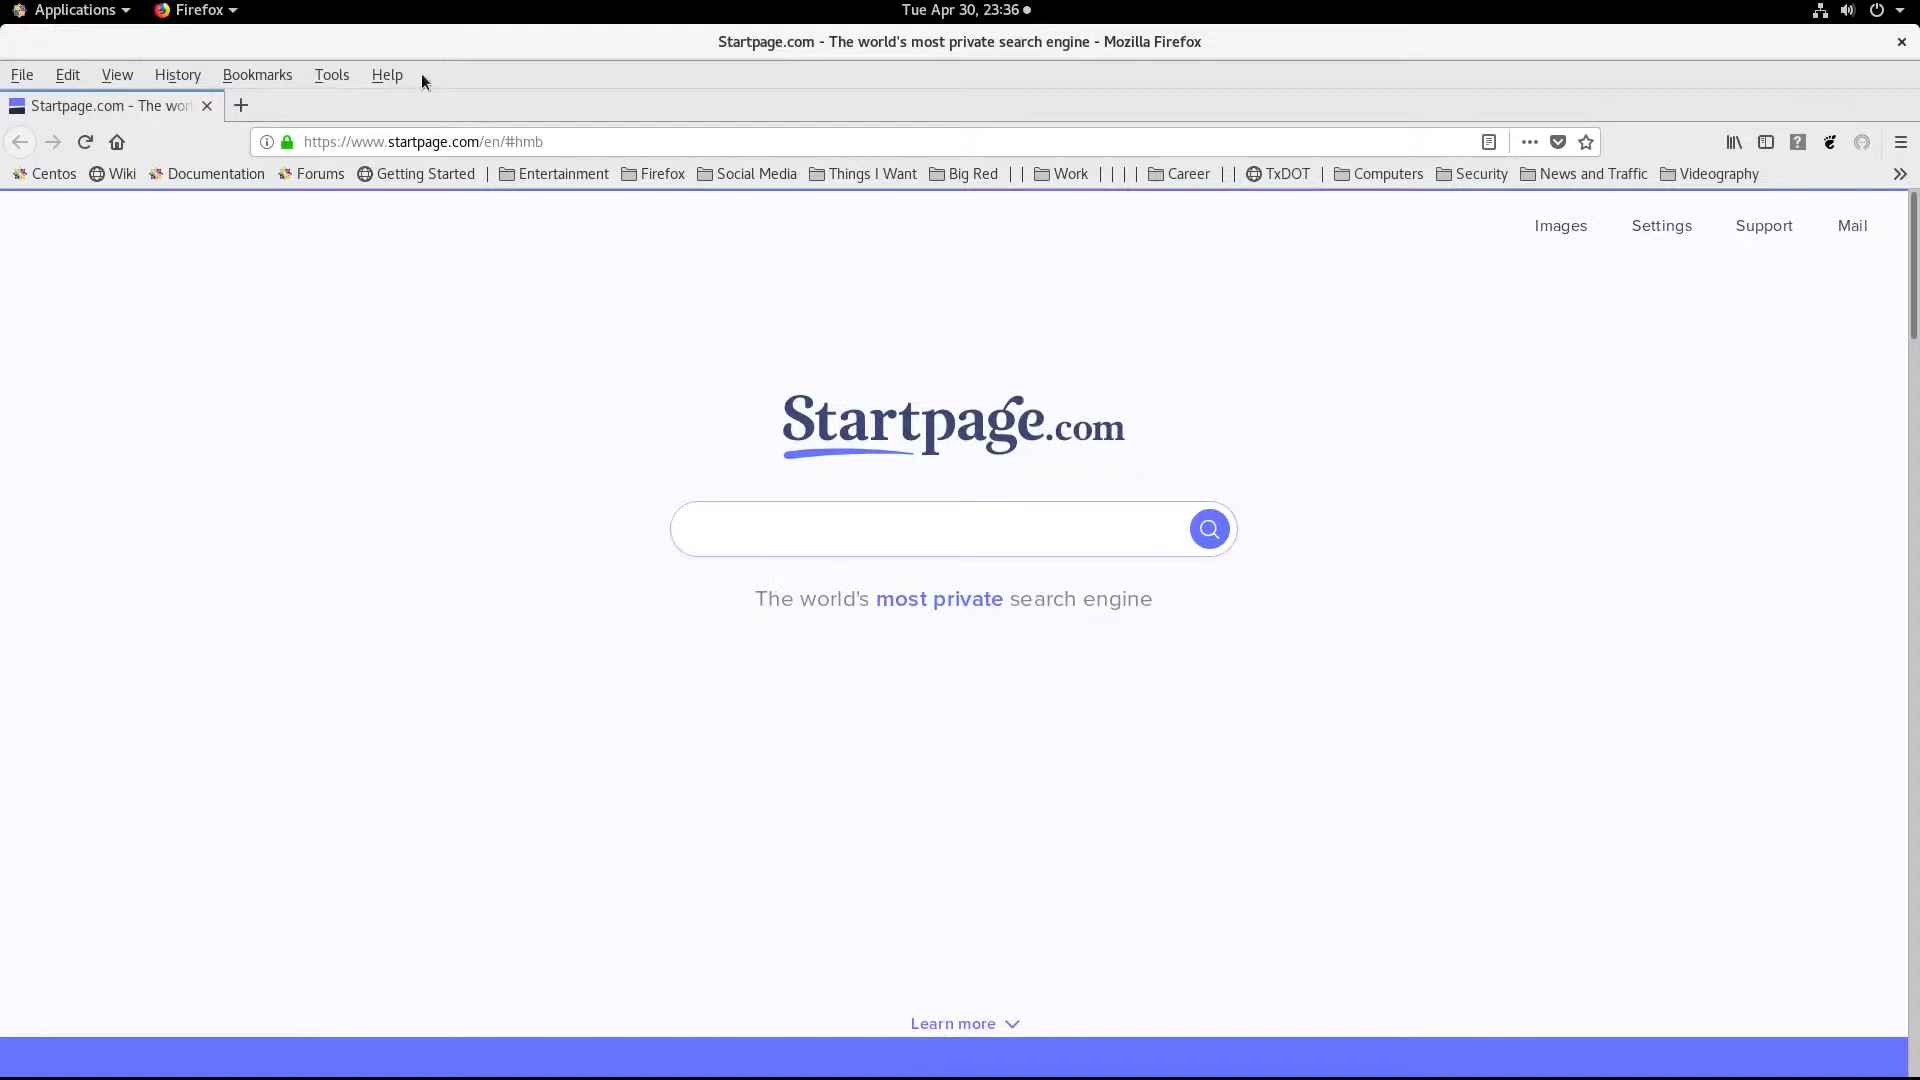 Applications Firefox Tue Apr 30, 23:36
Startpage.com - The world's most private search engine - Mozilla Firefox
File Edit View History Bookmarks Tools Help
Startpage.com - The wor
https://www.startpage.com/en/#hmb
Centos Wiki Documentation Forums Getting Started | Entertainment Firefox Social Media Things I Want Big Red | | Work | | | | Career | | TxDOT | Computers Security News and Traffic Videography
Images Settings Support Mail
Startpage.com
The world's most private search engine
Learn more